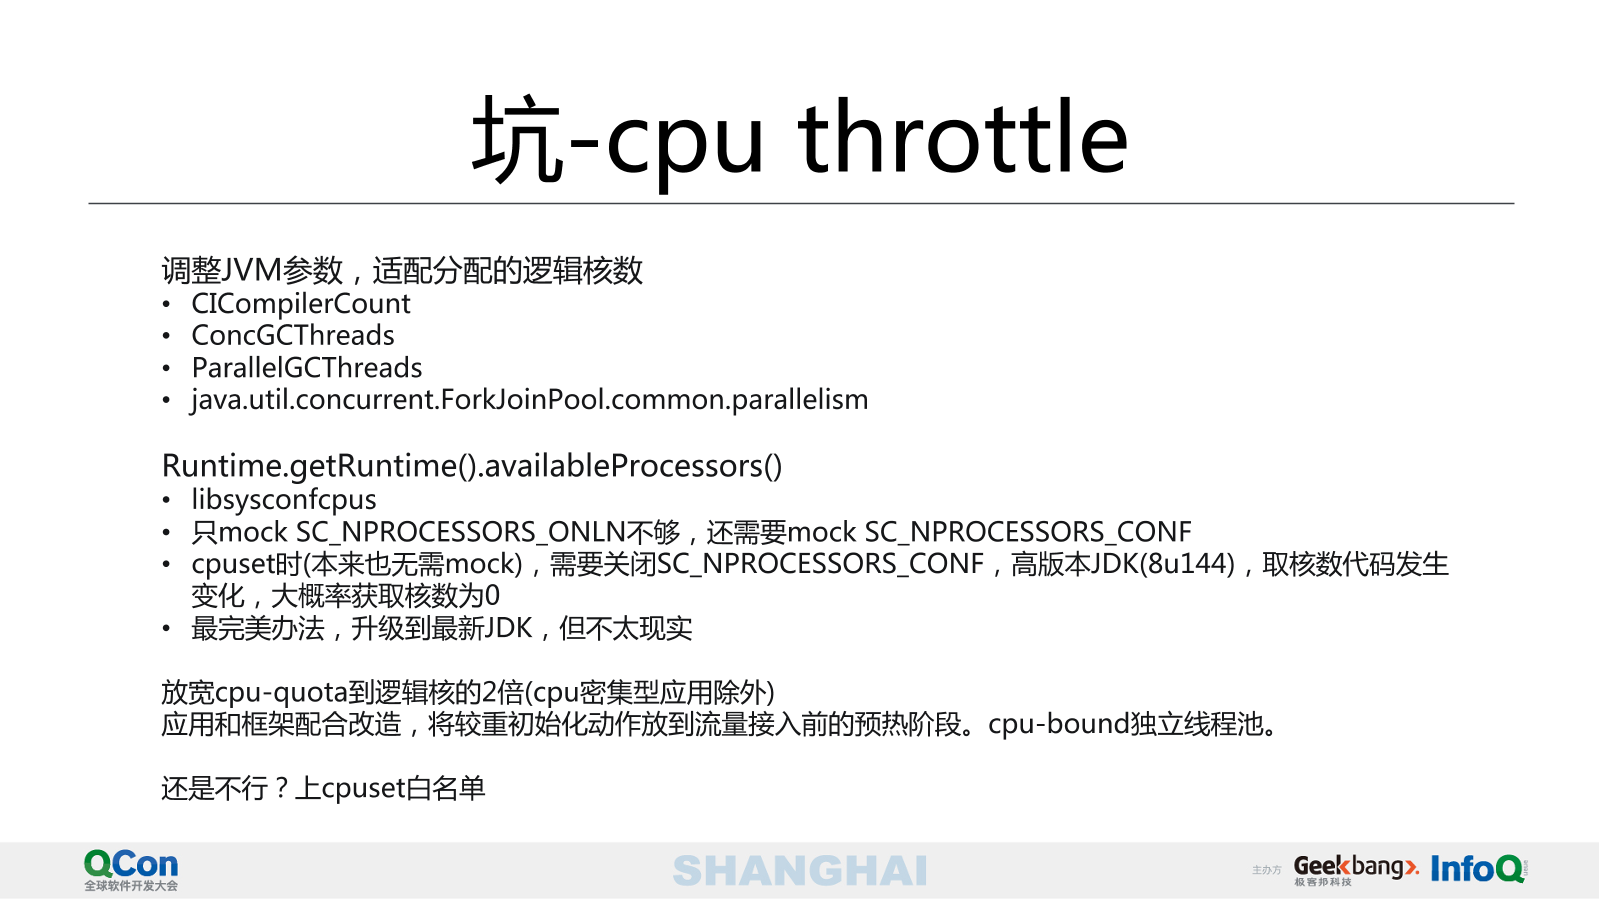 坑-cpu throttle
调整JVM参数，适配分配的逻辑核数
• CICompilerCount
• ConcGCThreads
• ParallelGCThreads
• java.util.concurrent.ForkJoinPool.common.parallelism
Runtime.getRuntime().availableProcessors()
• libsysconfcpus
• 只mock SC_NPROCESSORS_ONLN不够，还需要mock SC_NPROCESSORS_CONF
• cpuset时(本来也无需mock)，需要关闭SC_NPROCESSORS_CONF，高版本JDK(8u144)，取核数代码发生
变化，大概率获取核数为0
• 最完美办法，升级到最新JDK，但不太现实
放宽cpu-quota到逻辑核的2倍(cpu密集型应用除外)
应用和框架配合改造，将较重初始化动作放到流量接入前的预热阶段。cpu-bound独立线程池。
还是不行？上cpuset白名单
QCon
全球软件开发大会
SHANGHAI
主办方
Geekbang>.
极客邦科技
InfoQ